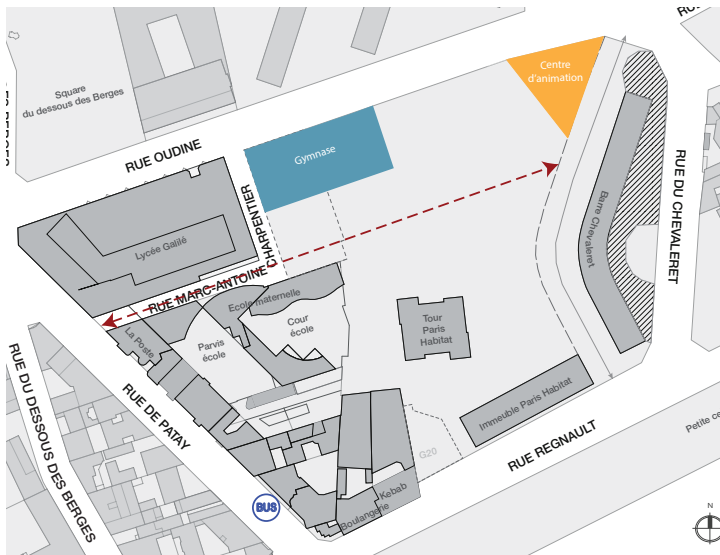 RU
Centre
d'animation
Square
du dessous des Berges
RUE OUDINE
Gymnase
RUE DU CHEVALERET
Barre Chevaleret
Lycée Galilé
RUE MARC-ANTOINE
CHARPENTIER
Ecole maternelle
La Poste
Parvis
école
Cour
école
Tour
Paris
Habitat
RUE DU DESSOUS DES BERGES
RUE DE PATAY
Immeuble Paris Habitat
Petite ce
RUE REGNAULT
G20
Kebab
Boulangerie
BUS
N